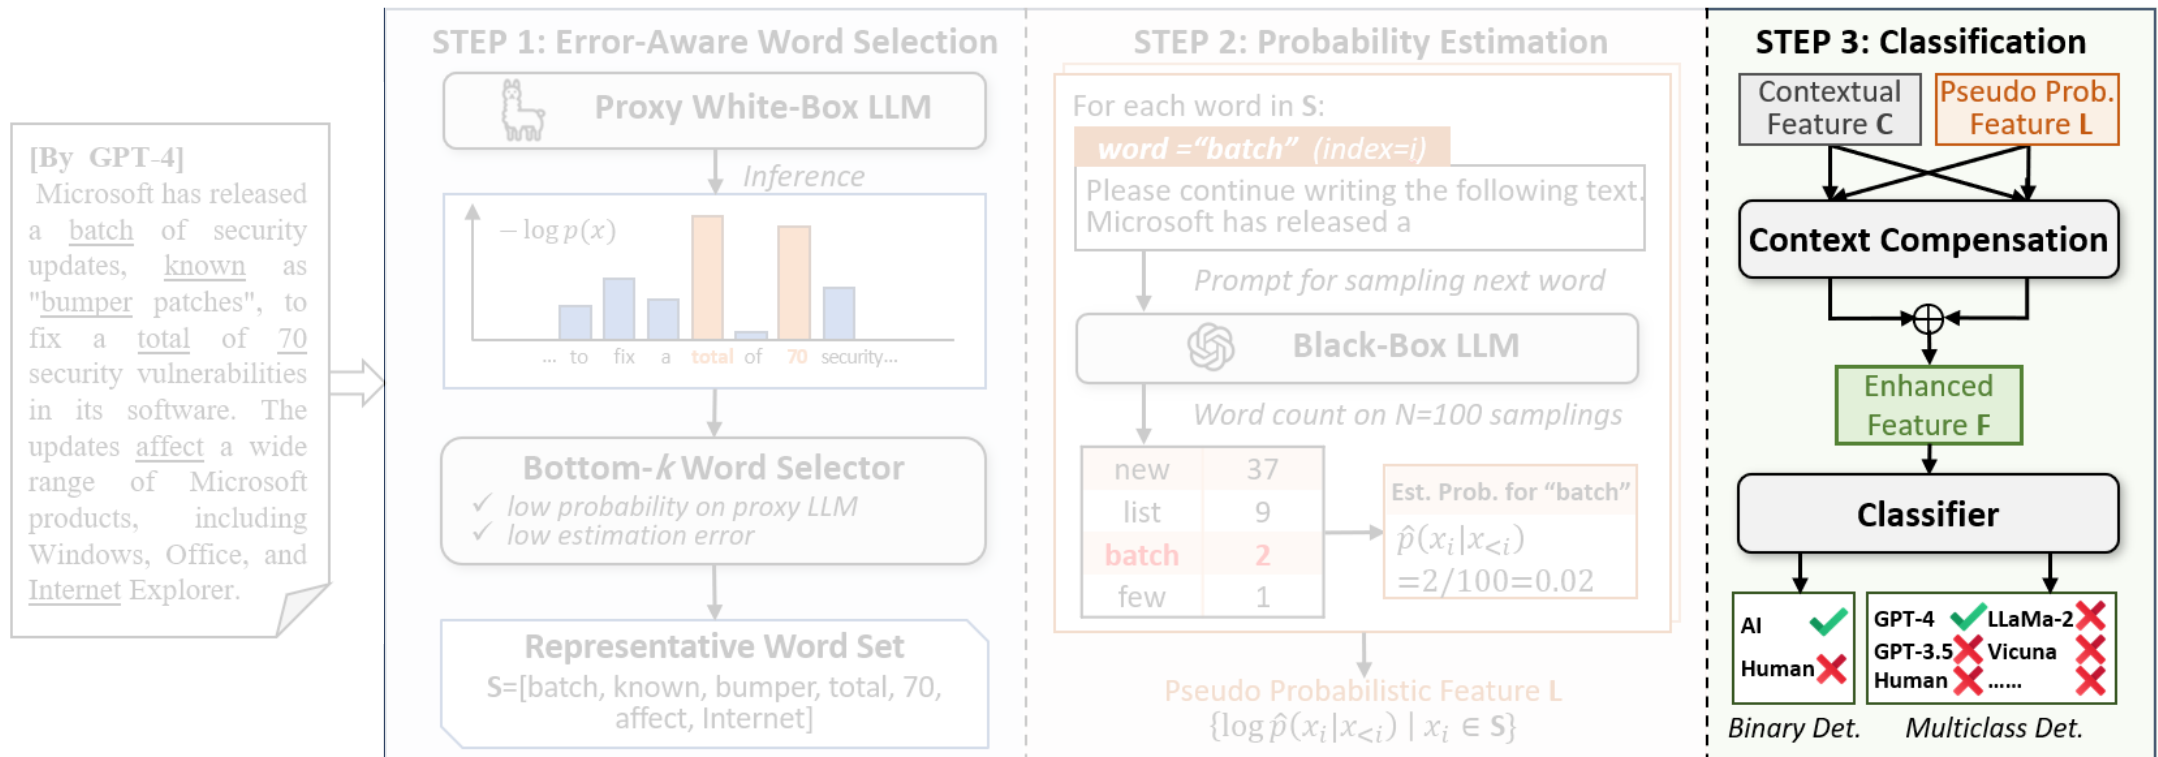 [By GPT-4]
Microsoft has released
a batch of security
updates, known as
"bumper patches", to
fix a total of 70
security vulnerabilities
in its software. The
updates affect a wide
range of Microsoft
products, including
Windows, Office, and
Internet Explorer.
STEP 1: Error-Aware Word Selection
Proxy White-Box LLM
Inference
− log p(x)
... to fix a total of 70 security...
Bottom-k Word Selector
✓ low probability on proxy LLM
✓ low estimation error
Representative Word Set
S=[batch, known, bumper, total, 70,
affect, Internet]
STEP 2: Probability Estimation
For each word in S:
word =“batch” (index=i)
Please continue writing the following text.
Microsoft has released a
Prompt for sampling next word
Black-Box LLM
Word count on N=100 samplings
new 37
list 9
batch 2
few 1
Est. Prob. for “batch”
p̂(xᵢ|x<ᵢ)
=2/100=0.02
Pseudo Probabilistic Feature L
{log p̂(xᵢ|x<ᵢ) | xᵢ ∈ S}
STEP 3: Classification
Contextual
Feature C
Pseudo Prob.
Feature L
Context Compensation
Enhanced
Feature F
Classifier
AI
Human
Binary Det.
GPT-4 LLaMa-2
GPT-3.5 Vicuna
Human ......
Multiclass Det.